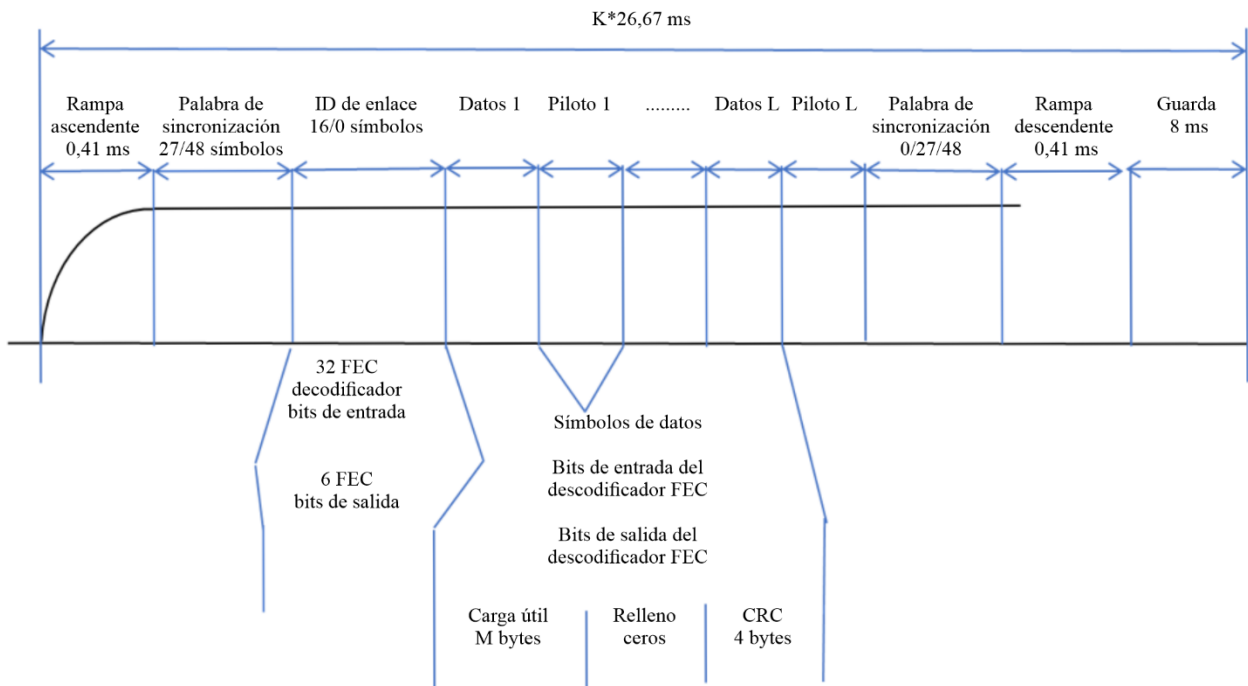 K*26,67 ms
Rampa
ascendente
0,41 ms
Palabra de
sincronización
27/48 símbolos
ID de enlace
16/0 símbolos
Datos 1
Piloto 1
.........
Datos L
Piloto L
Palabra de
sincronización
0/27/48
Rampa
descendente
0,41 ms
Guarda
8 ms
32 FEC
decodificador
bits de entrada
6 FEC
bits de salida
Símbolos de datos
Bits de entrada del
descodificador FEC
Bits de salida del
descodificador FEC
Carga útil
M bytes
Relleno
ceros
CRC
4 bytes